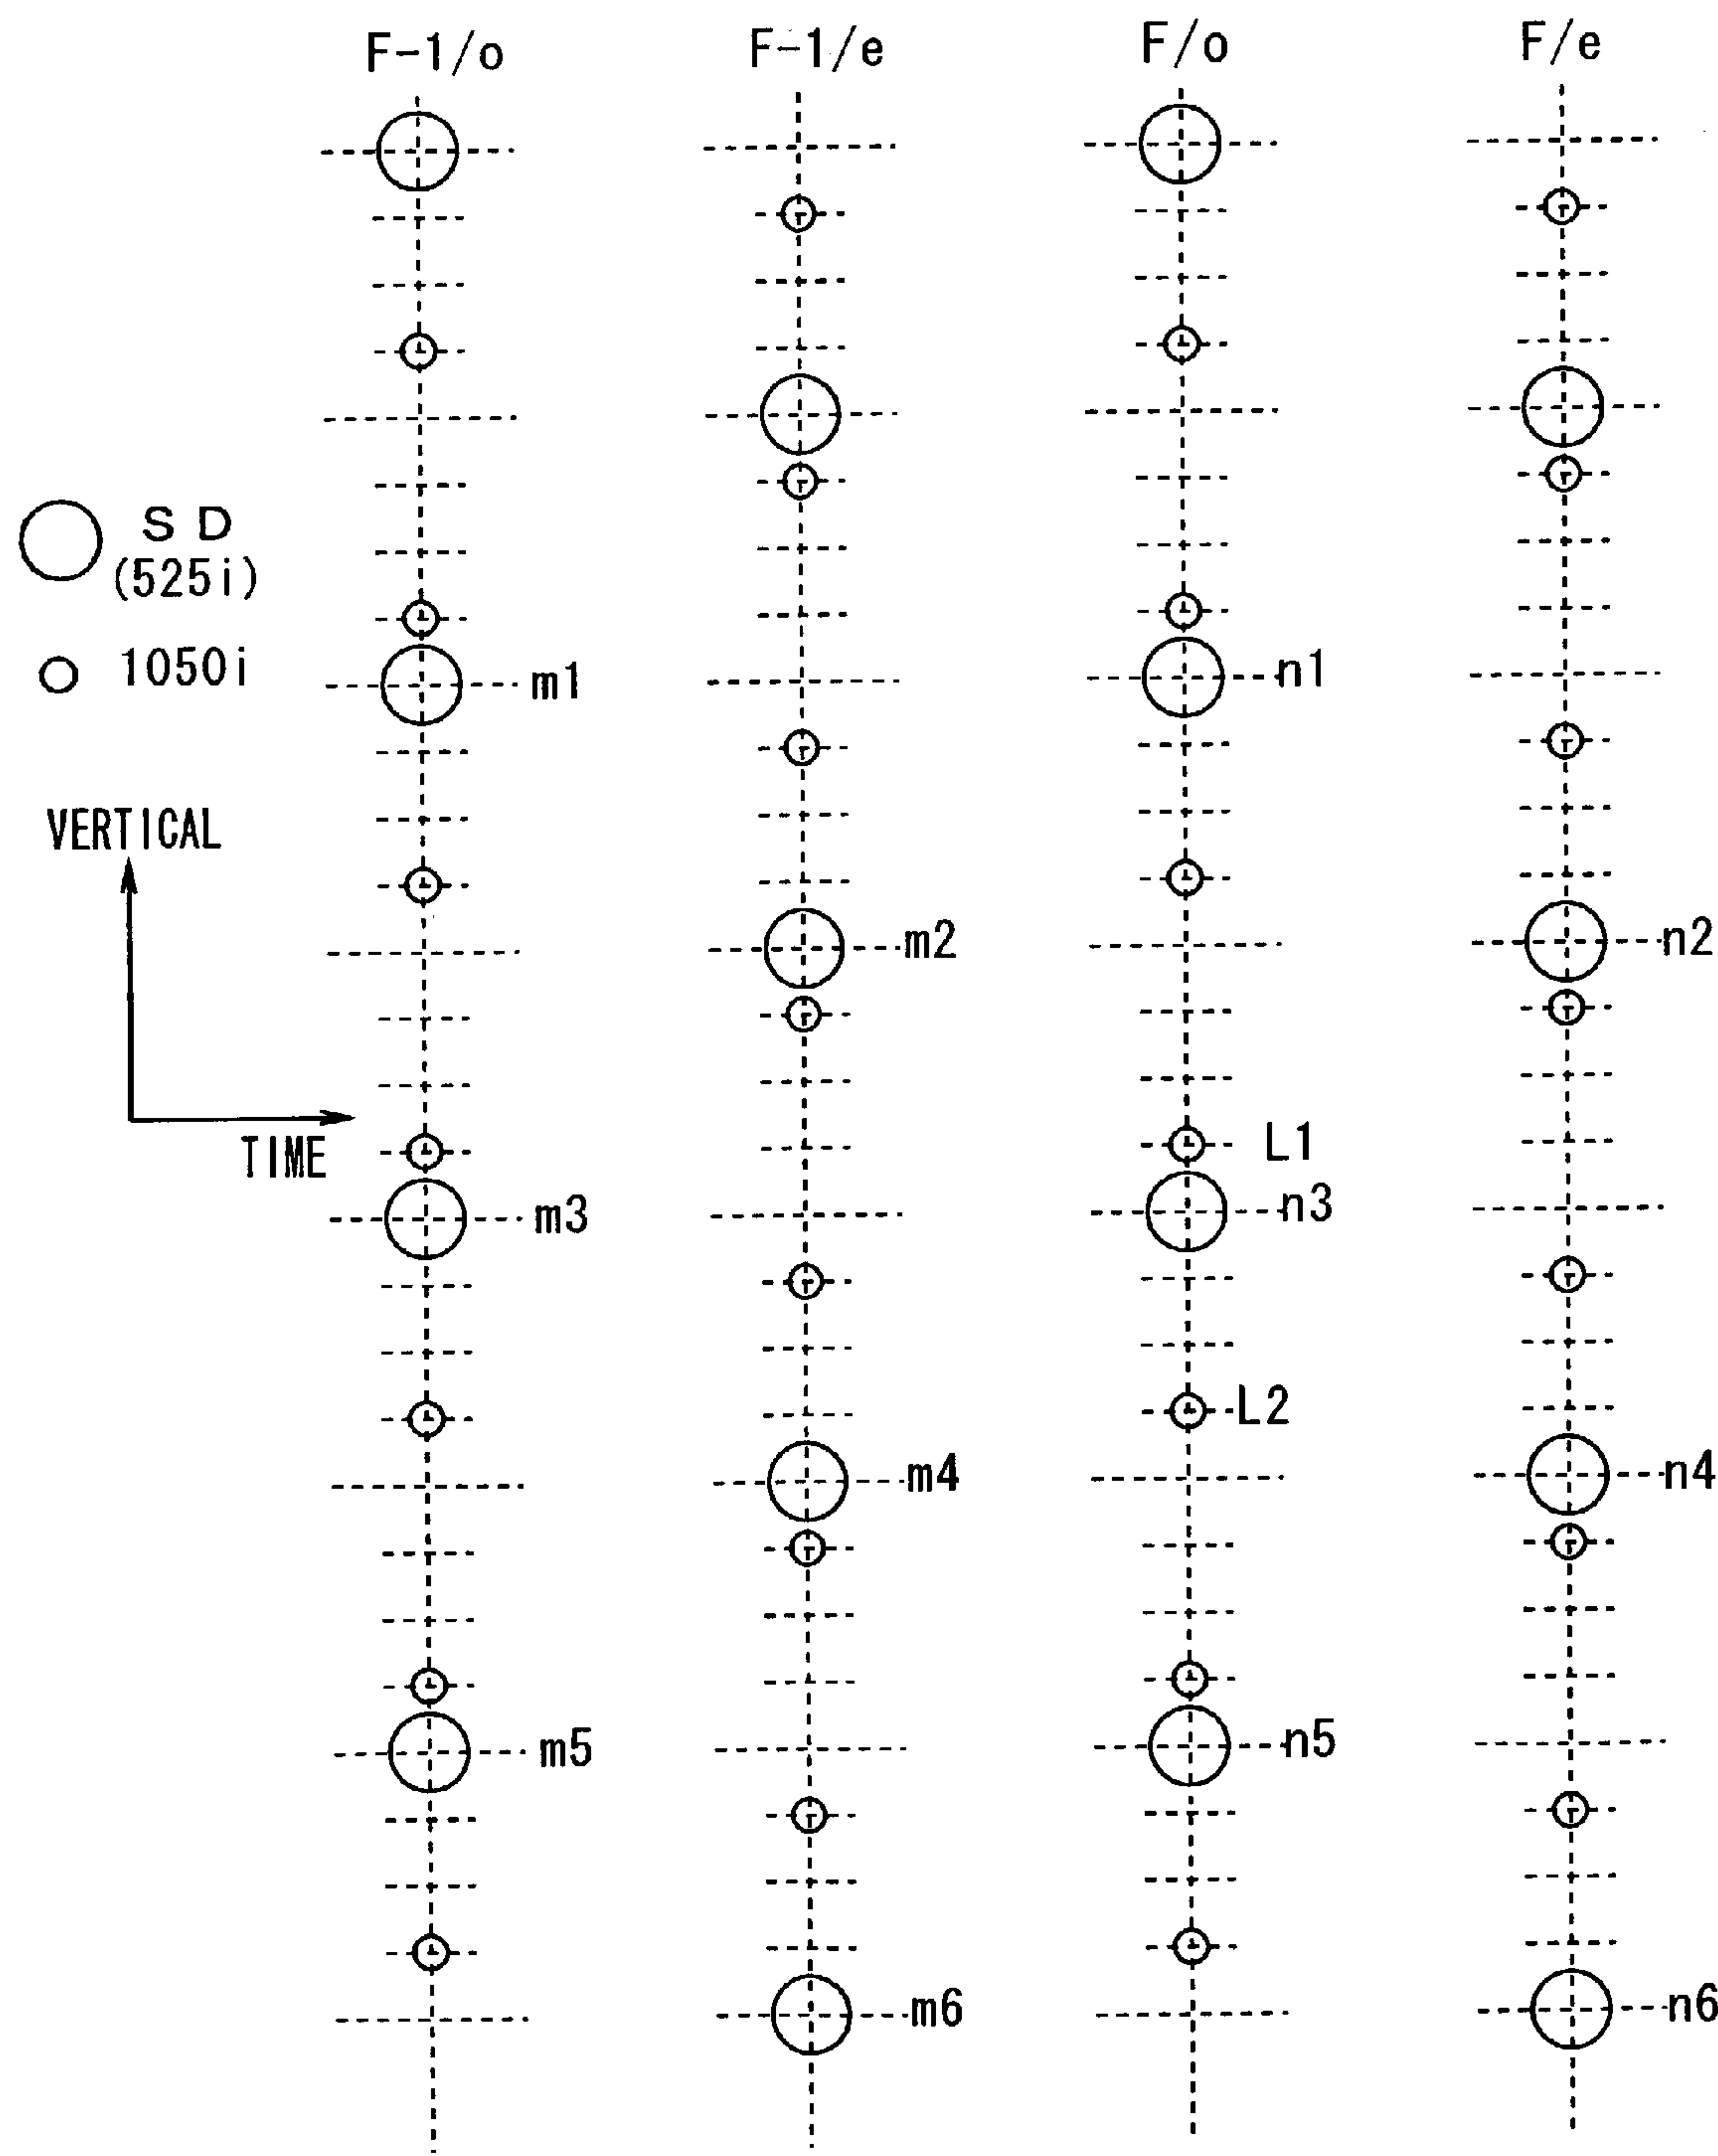 F-1/o F-1/e F/o F/e
SD
(525i)
1050i
m1 n1
VERTICAL
m2 n2
TIME
L1
m3 n3
L2
m4 n4
m5 n5
m6 n6